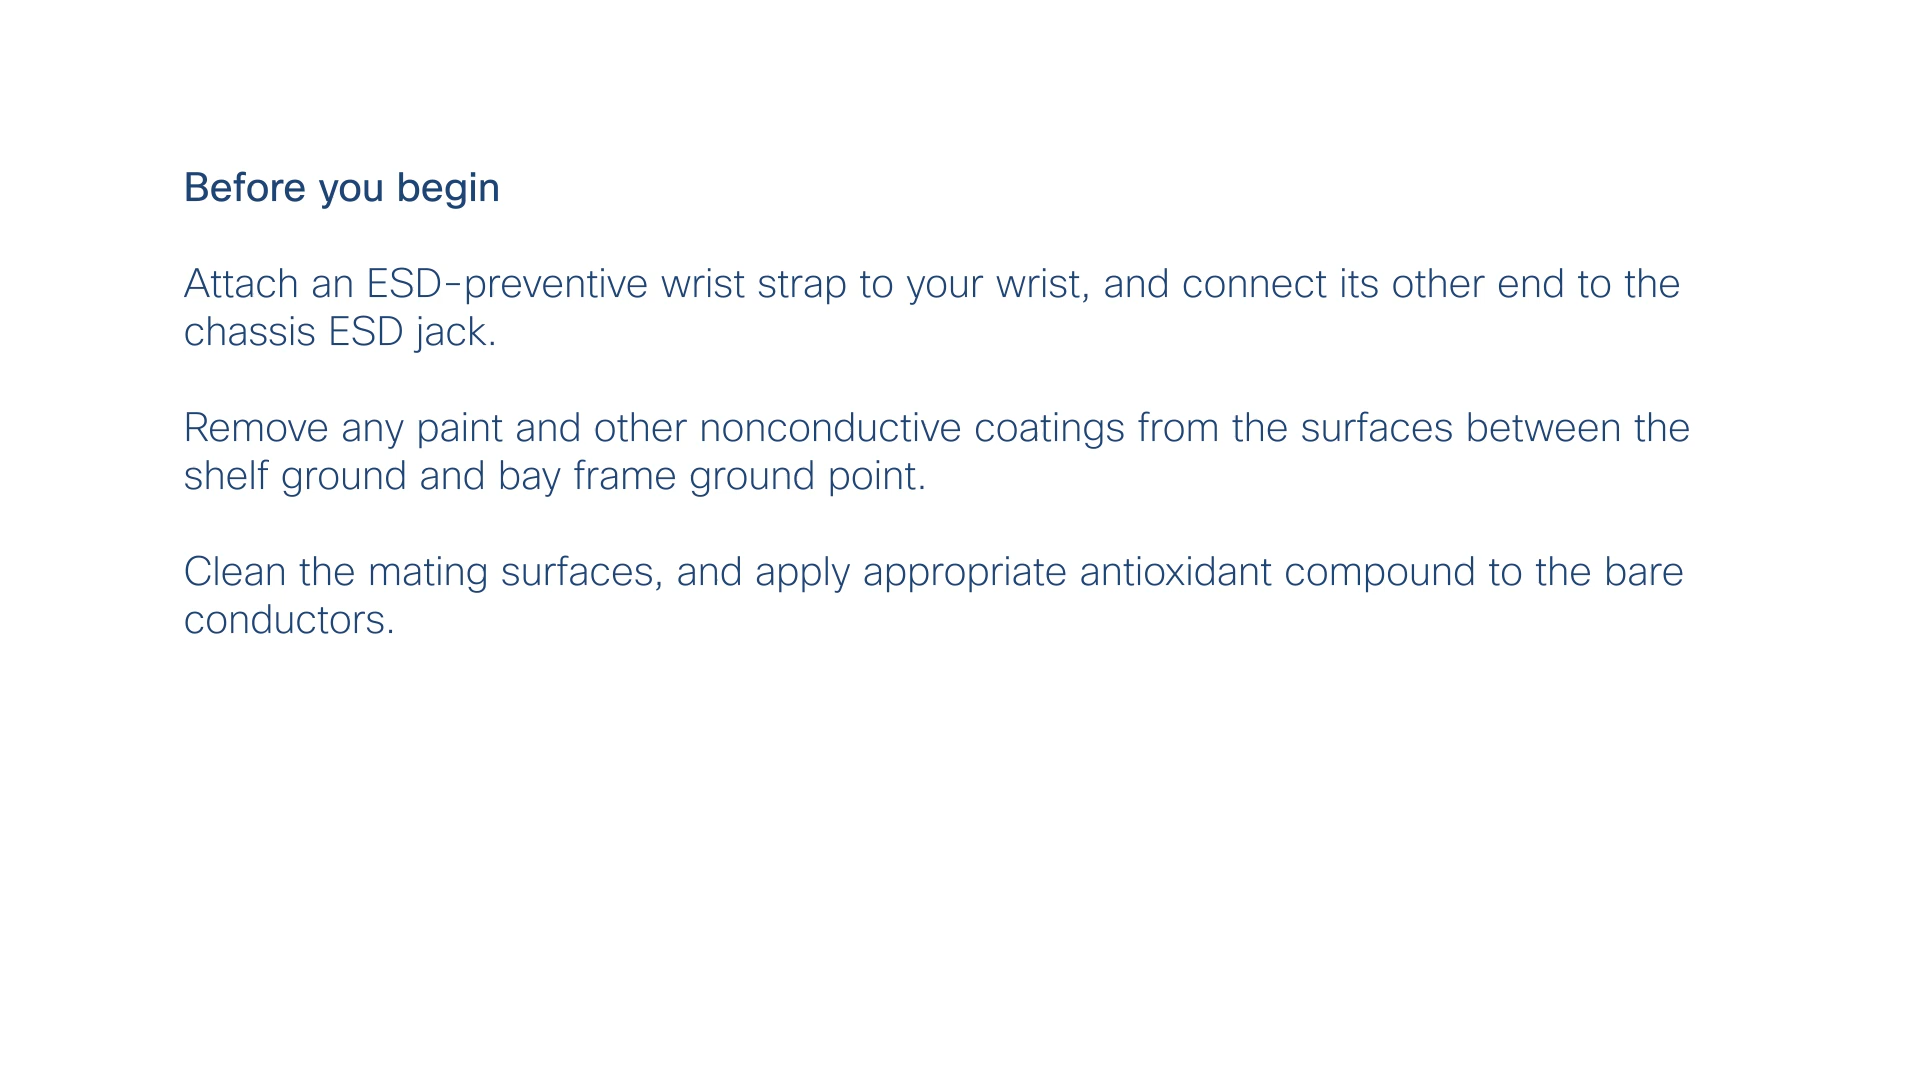 Before you begin
Attach an ESD-preventive wrist strap to your wrist, and connect its other end to the
chassis ESD jack.
Remove any paint and other nonconductive coatings from the surfaces between the
shelf ground and bay frame ground point.
Clean the mating surfaces, and apply appropriate antioxidant compound to the bare
conductors.